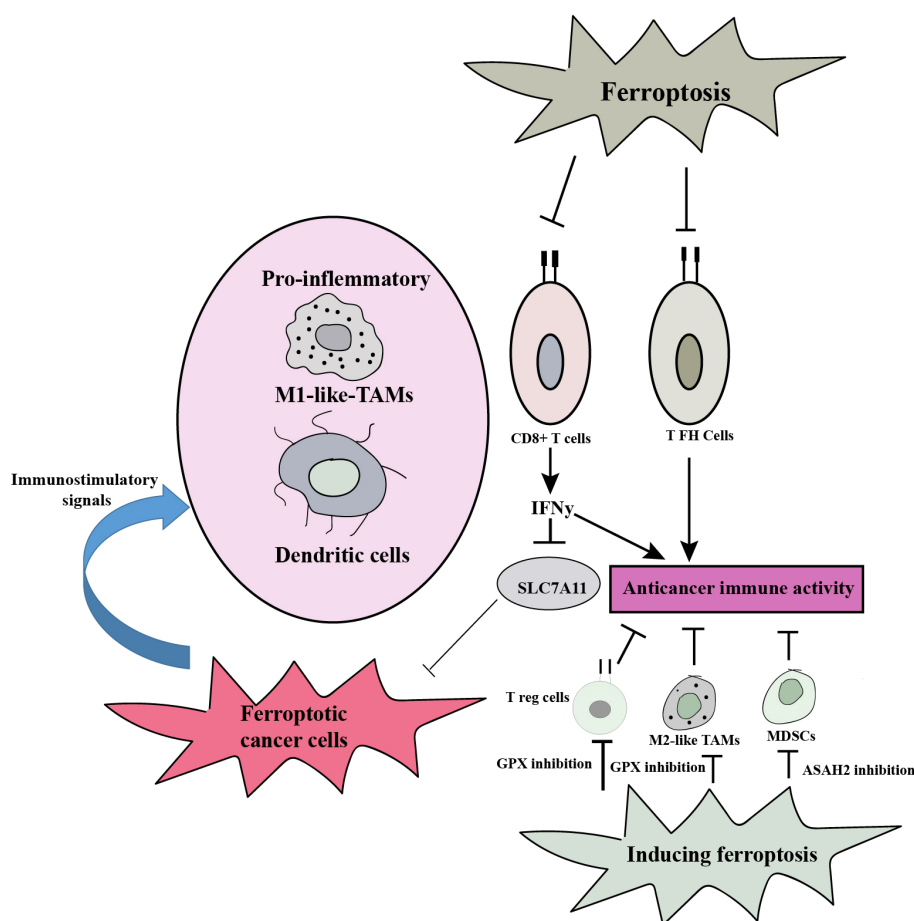 Ferroptosis
Pro-inflemmatory
M1-like-TAMs
Dendritic cells
Immunostimulatory
signals
CD8+ T cells
T FH Cells
IFNy
SLC7A11
Anticancer immune activity
Ferroptotic
cancer cells
T reg cells
M2-like TAMs
MDSCs
GPX inhibition
GPX inhibition
ASAH2 inhibition
Inducing ferroptosis